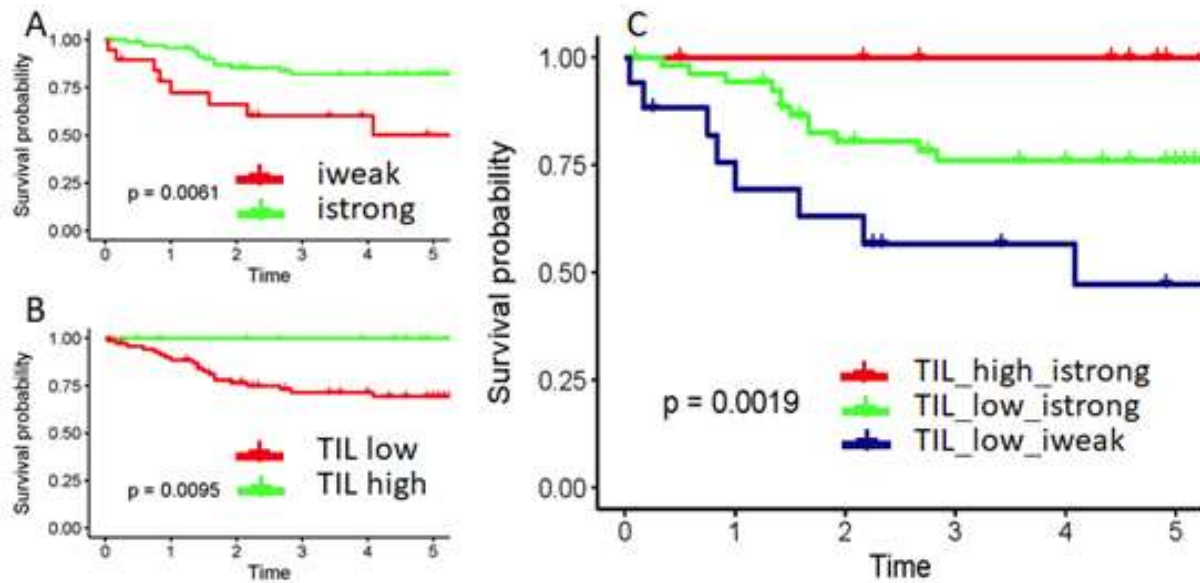 A
Survival probability
1.00
0.75
0.50
0.25
0.00
p = 0.0061
iweak
istrong
0 1 2 3 4 5
Time
B
Survival probability
1.00
0.75
0.50
0.25
0.00
p = 0.0095
TIL low
TIL high
0 1 2 3 4 5
Time
C
Survival probability
1.00
0.75
0.50
0.25
0.00
p = 0.0019
TIL_high_istrong
TIL_low_istrong
TIL_low_iweak
0 1 2 3 4 5
Time